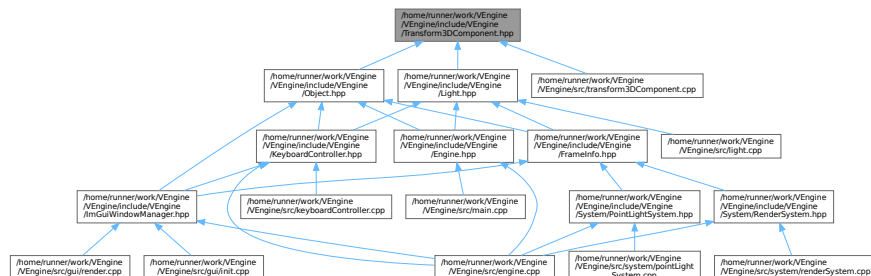 /home/runner/work/VEngine
/VEngine/include/VEngine
/Transform3DComponent.hpp
/home/runner/work/VEngine
/VEngine/include/VEngine
/Object.hpp
/home/runner/work/VEngine
/VEngine/include/VEngine
/Light.hpp
/home/runner/work/VEngine
/VEngine/src/transform3DComponent.cpp
/home/runner/work/VEngine
/VEngine/include/VEngine
/KeyboardController.hpp
/home/runner/work/VEngine
/VEngine/include/VEngine
/Engine.hpp
/home/runner/work/VEngine
/VEngine/include/VEngine
/FrameInfo.hpp
/home/runner/work/VEngine
/VEngine/src/light.cpp
/home/runner/work/VEngine
/VEngine/include/VEngine
/ImGuiWindowManager.hpp
/home/runner/work/VEngine
/VEngine/src/keyboardController.cpp
/home/runner/work/VEngine
/VEngine/src/main.cpp
/home/runner/work/VEngine
/VEngine/include/VEngine
/System/PointLightSystem.hpp
/home/runner/work/VEngine
/VEngine/include/VEngine
/System/RenderSystem.hpp
/home/runner/work/VEngine
/VEngine/src/gui/render.cpp
/home/runner/work/VEngine
/VEngine/src/gui/init.cpp
/home/runner/work/VEngine
/VEngine/src/engine.cpp
/home/runner/work/VEngine
/VEngine/src/system/pointLight
System.cpp
/home/runner/work/VEngine
/VEngine/src/system/renderSystem.cpp